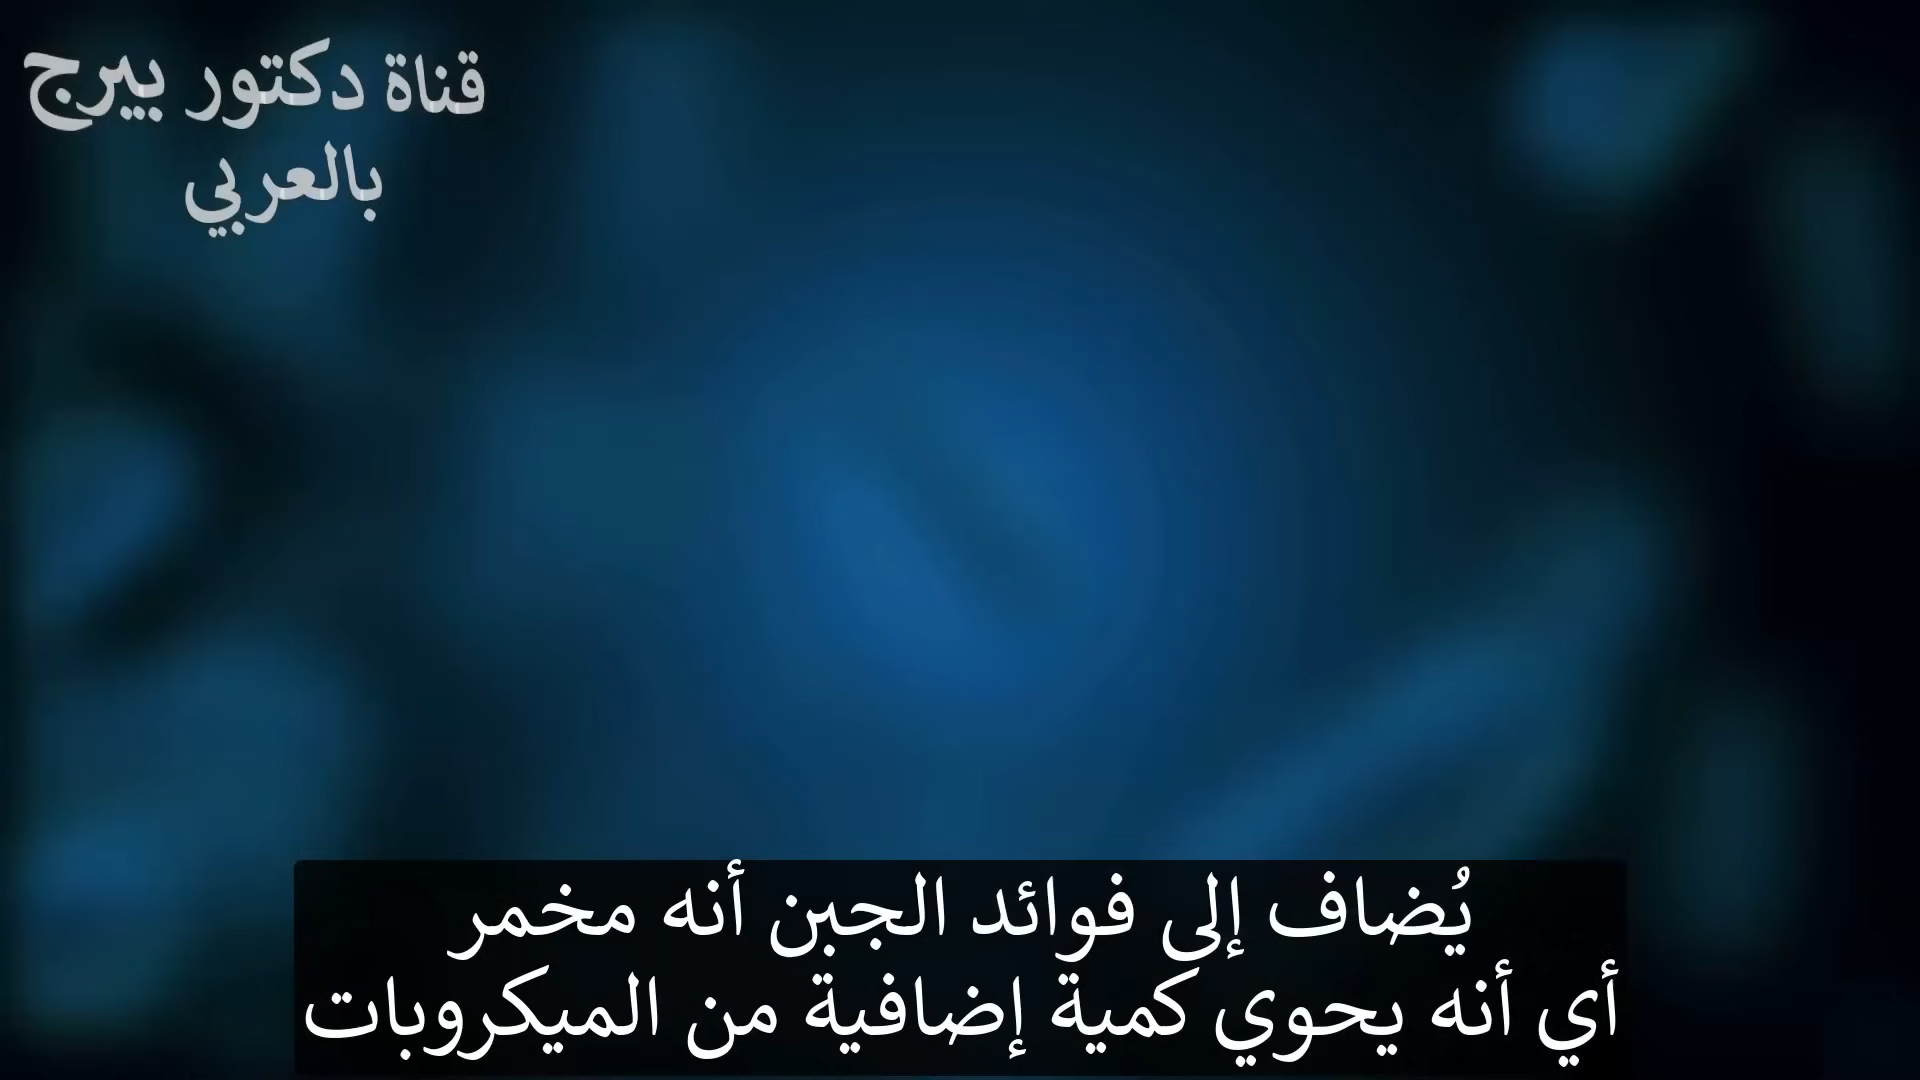 قناة دكتور بيرج
بالعربي
يُضاف إلى فوائد الجبن أنه مخمر
أي أنه يحوي كمية إضافية من الميكروبات